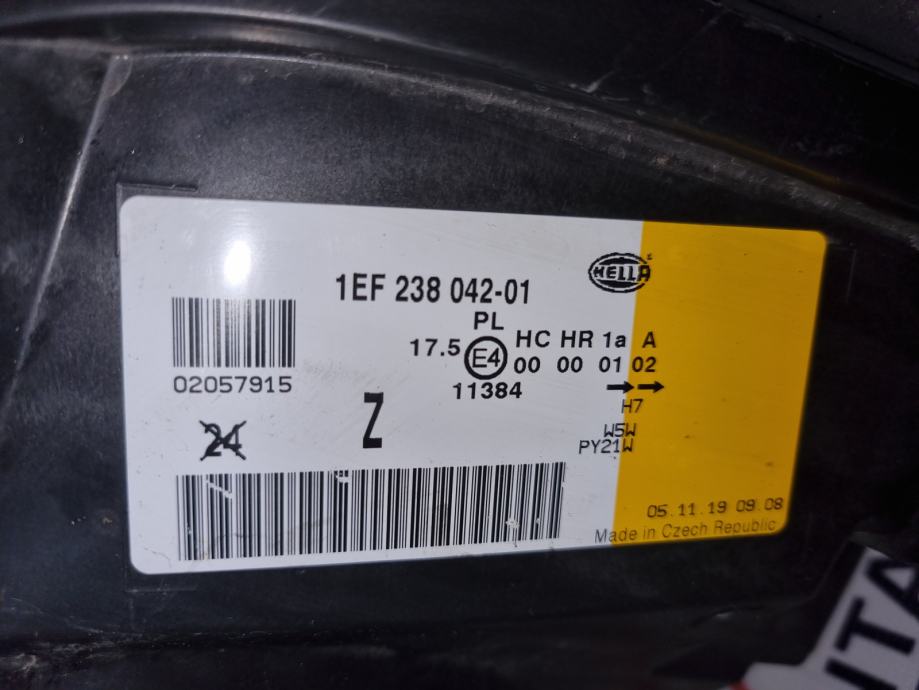 HELLA
1EF 238 042-01
PL
17.5 E4 HC HR 1a A
00 00 01 02
11384
02057915
H7
24
Z
W5W
PY21W
05.11.19 09.08
Made in Czech Republic
ITA